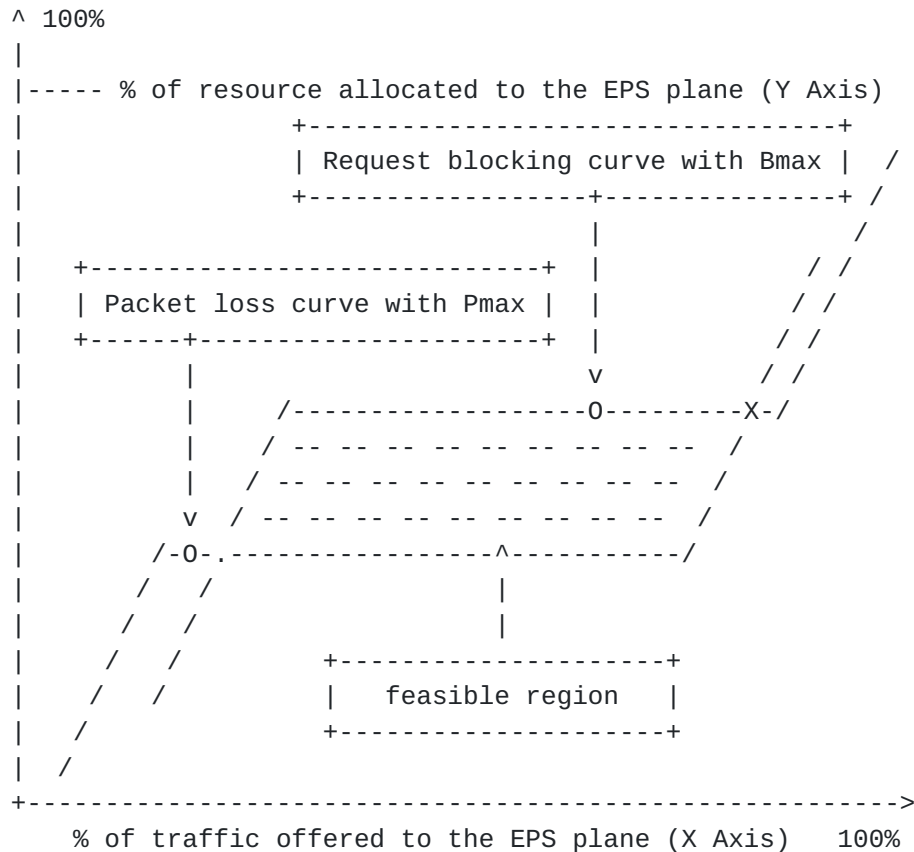 ^ 100%
% of resource allocated to the EPS plane (Y Axis)
Request blocking curve with Bmax
Packet loss curve with Pmax
v
O
X
v
O
^
feasible region
% of traffic offered to the EPS plane (X Axis) 100%